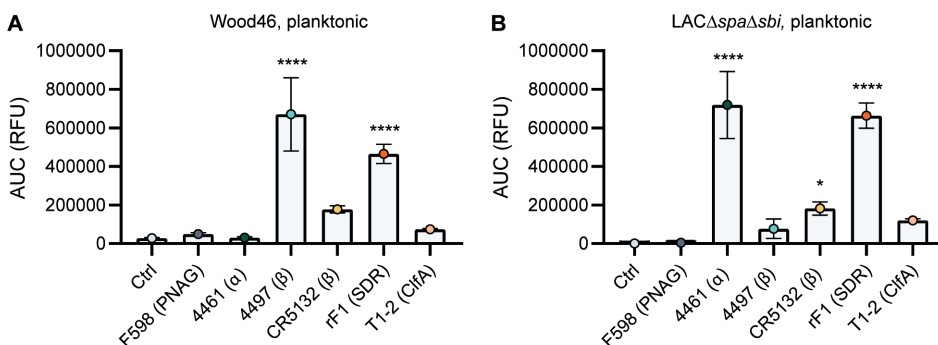 A
Wood46, planktonic
AUC (RFU)
1000000
800000
600000
400000
200000
0
****
****
Ctrl
F598 (PNAG)
4461 (α)
4497 (β)
CR5132 (β)
rF1 (SDR)
T1-2 (ClfA)
B
LACΔspaΔsbi, planktonic
AUC (RFU)
1000000
800000
600000
400000
200000
0
****
*
****
Ctrl
F598 (PNAG)
4461 (α)
4497 (β)
CR5132 (β)
rF1 (SDR)
T1-2 (ClfA)